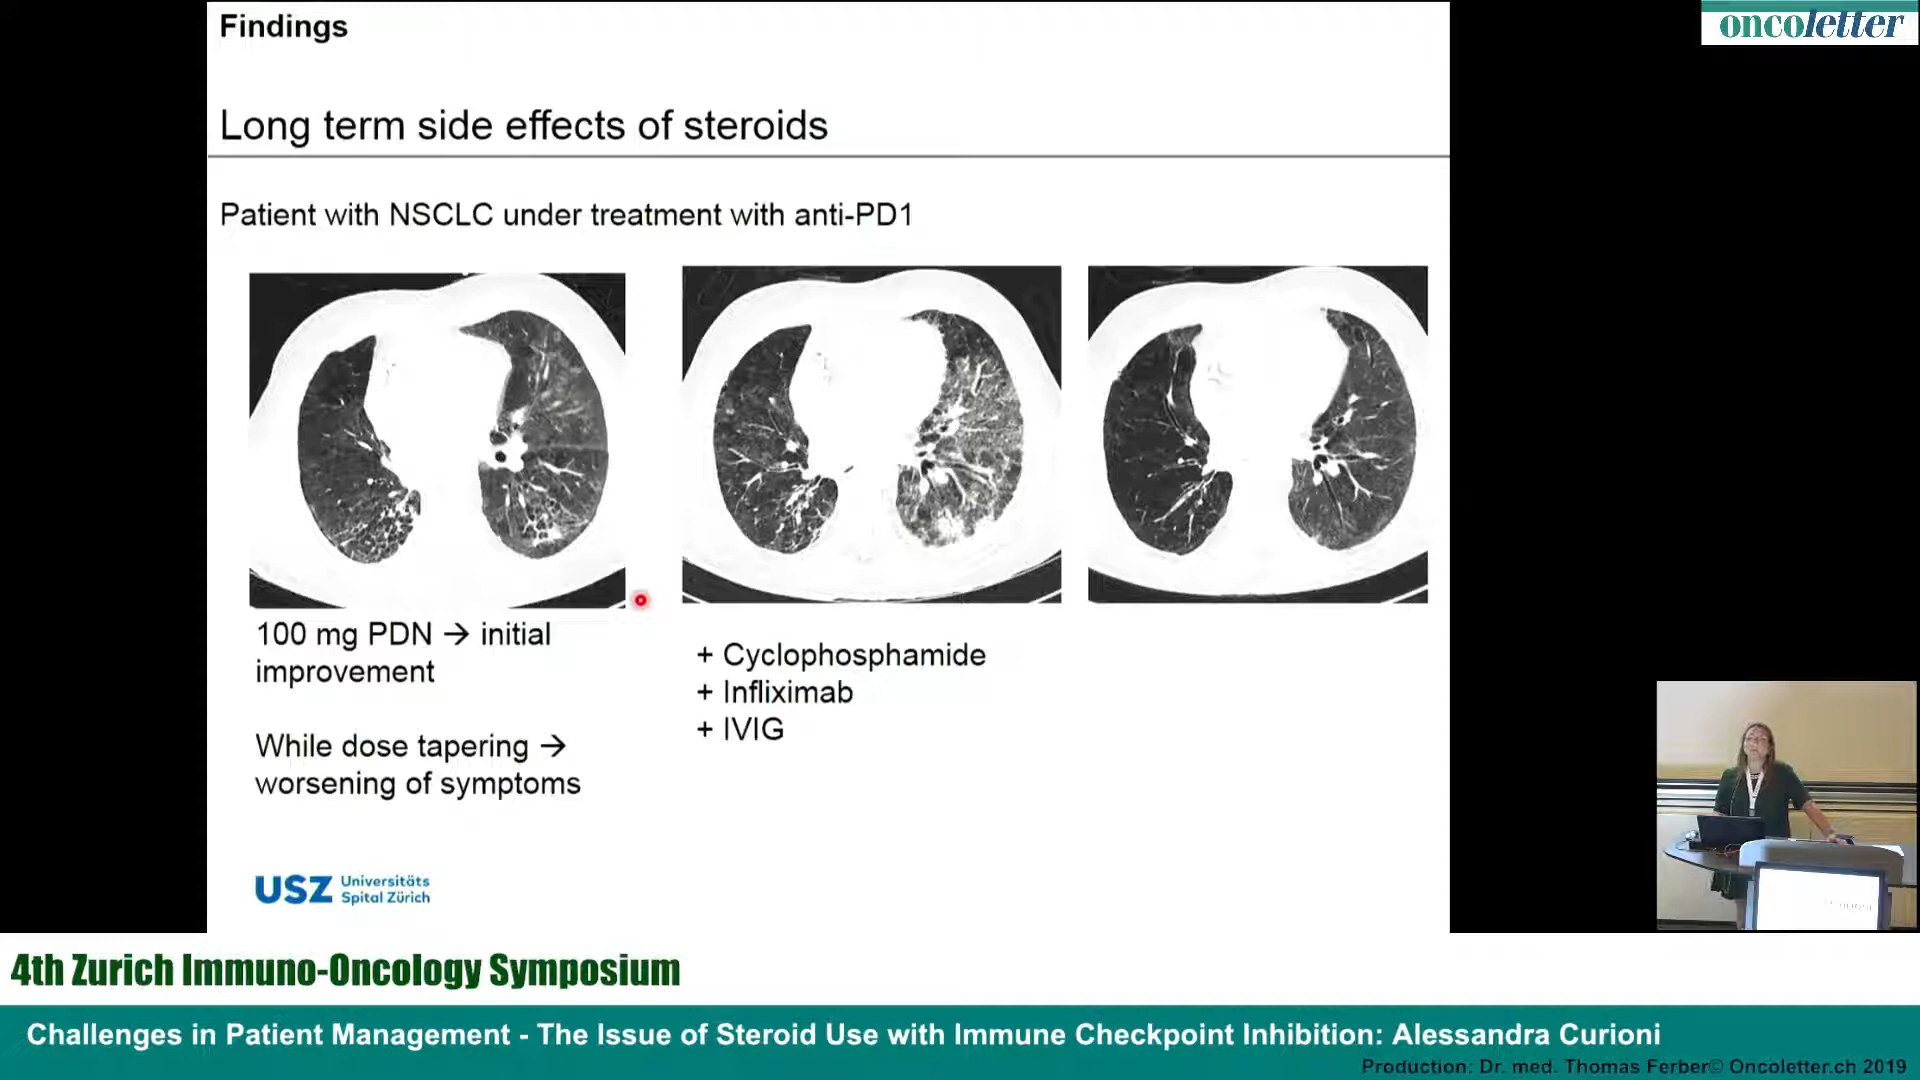 Findings
oncoletter
Long term side effects of steroids
Patient with NSCLC under treatment with anti-PD1
100 mg PDN → initial
improvement
While dose tapering →
worsening of symptoms
+ Cyclophosphamide
+ Infliximab
+ IVIG
USZ Universitäts
Spital Zürich
4th Zurich Immuno-Oncology Symposium
Challenges in Patient Management - The Issue of Steroid Use with Immune Checkpoint Inhibition: Alessandra Curioni
Production: Dr. med. Thomas Ferber© Oncoletter.ch 2019